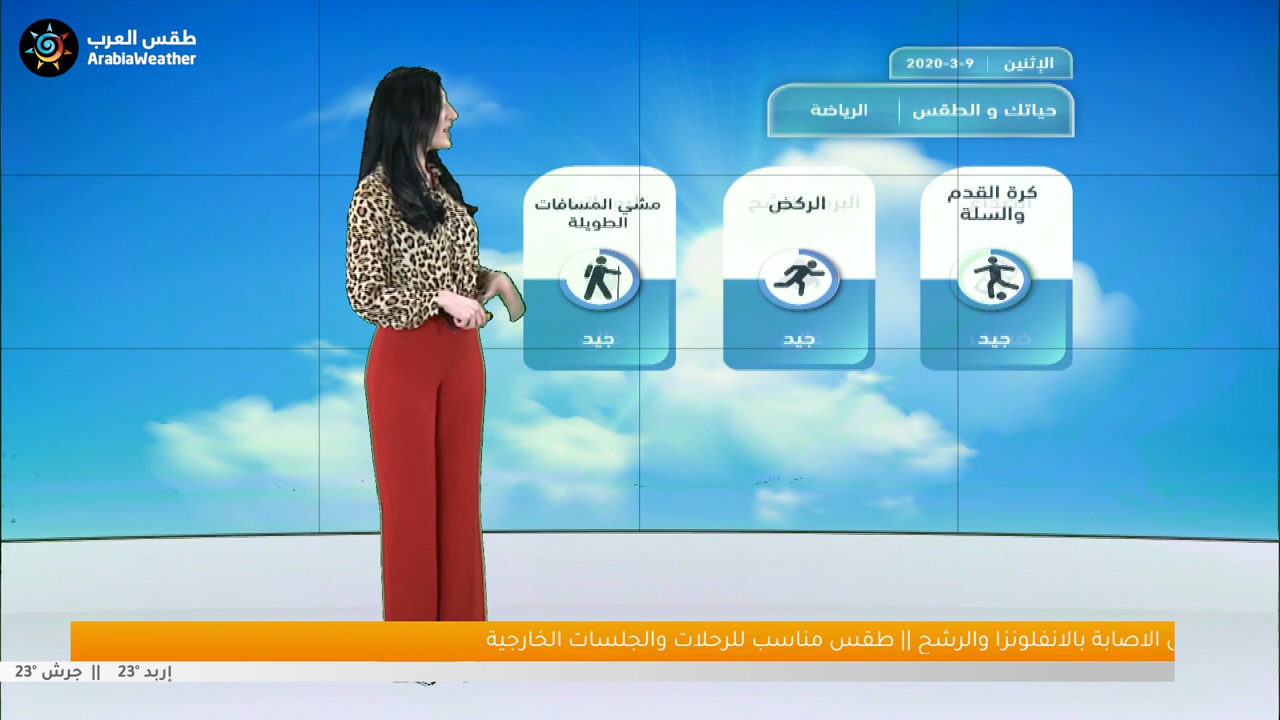 طقس العرب
ArabiaWeather
الإثنين | 2020-3-9
حياتك و الطقس | الرياضة
كرة القدم
والسلة
جيد
الركض
جيد
مشي المسافات
الطويلة
جيد
الاصابة بالانفلونزا والرشح || طقس مناسب للرحلات والجلسات الخارجية
إربد 23° || جرش 23°